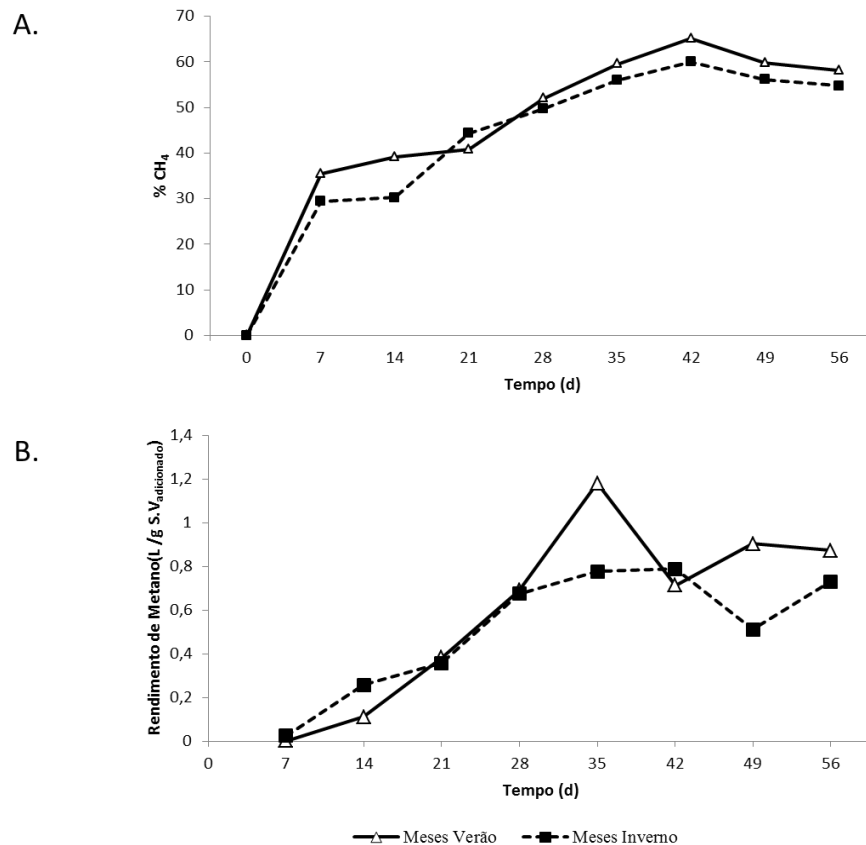 A.
70
60
50
40
30
20
10
0
% CH₄
0 7 14 21 28 35 42 49 56
Tempo (d)
B.
1,4
1,2
1
0,8
0,6
0,4
0,2
0
Rendimento de Metano(L /g S.Vadicionado)
0 7 14 21 28 35 42 49 56
Tempo (d)
Meses Verão Meses Inverno